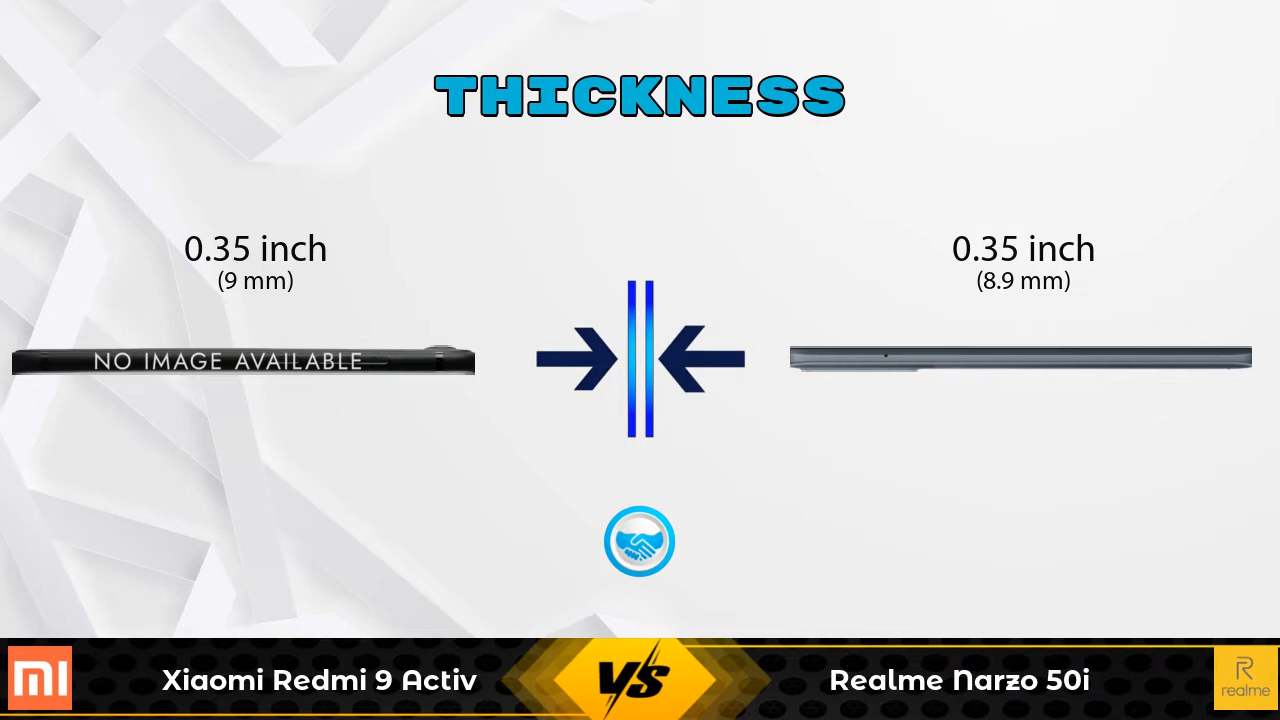 THICKNESS
0.35 inch
(9 mm)
0.35 inch
(8.9 mm)
NO IMAGE AVAILABLE
MI
Xiaomi Redmi 9 Activ
VS
Realme Narzo 50i
R
realme